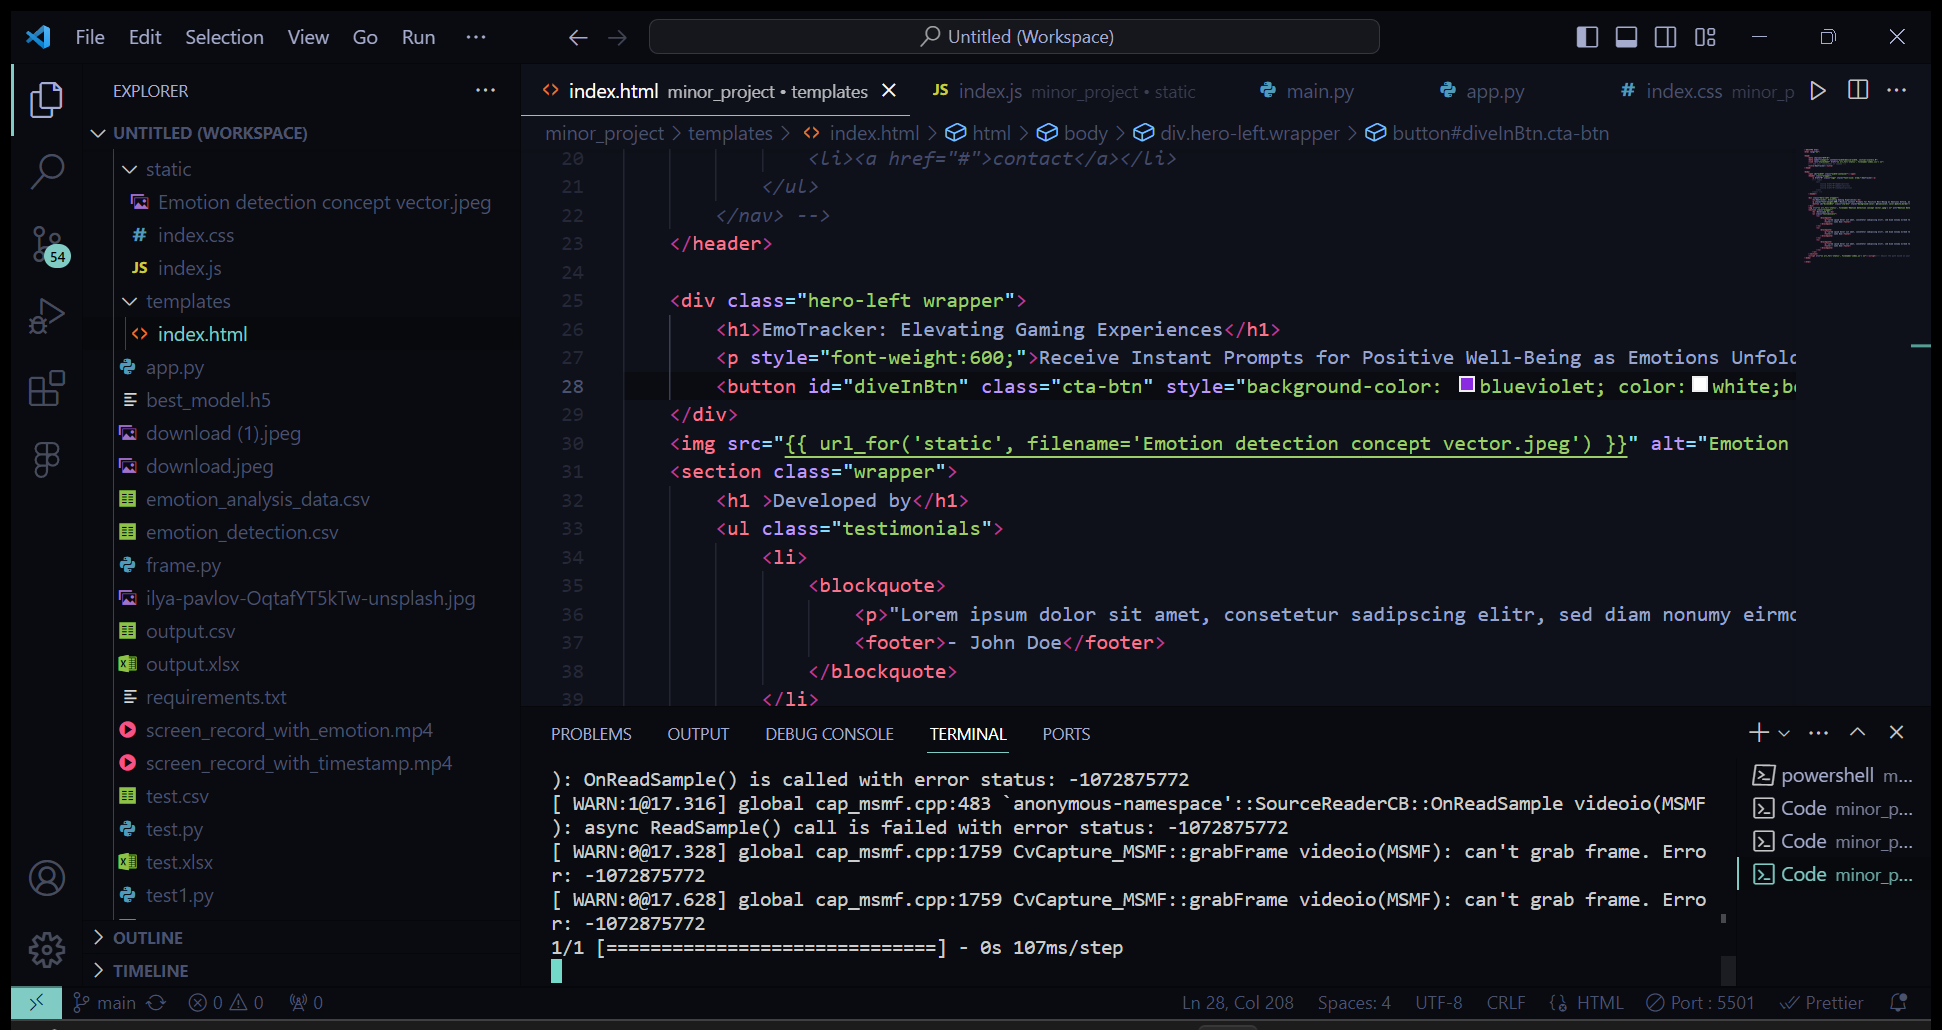 File Edit Selection View Go Run ···
Untitled (Workspace)
EXPLORER
UNTITLED (WORKSPACE)
static
Emotion detection concept vector.jpeg
# index.css
JS index.js
templates
<> index.html
app.py
best_model.h5
download (1).jpeg
download.jpeg
emotion_analysis_data.csv
emotion_detection.csv
frame.py
ilya-pavlov-OqtafYT5kTw-unsplash.jpg
output.csv
output.xlsx
requirements.txt
screen_record_with_emotion.mp4
screen_record_with_timestamp.mp4
test.csv
test.py
test.xlsx
test1.py
OUTLINE
TIMELINE
54
<> index.html minor_project • templates
JS index.js minor_project • static
main.py
app.py
# index.css minor_p
minor_project > templates > <> index.html > html > body > div.hero-left.wrapper > button#diveInBtn.cta-btn
20 <li><a href="#">contact</a></li>
21 </ul>
22 </nav> -->
23 </header>
24
25 <div class="hero-left wrapper">
26 <h1>EmoTracker: Elevating Gaming Experiences</h1>
27 <p style="font-weight:600;">Receive Instant Prompts for Positive Well-Being as Emotions Unfol
28 <button id="diveInBtn" class="cta-btn" style="background-color: blueviolet; color: white;b
29 </div>
30 <img src="{{ url_for('static', filename='Emotion detection concept vector.jpeg') }}" alt="Emotion
31 <section class="wrapper">
32 <h1 >Developed by</h1>
33 <ul class="testimonials">
34 <li>
35 <blockquote>
36 <p>"Lorem ipsum dolor sit amet, consetetur sadipscing elitr, sed diam nonumy eirm
37 <footer>- John Doe</footer>
38 </blockquote>
39 </li>
PROBLEMS OUTPUT DEBUG CONSOLE TERMINAL PORTS
): OnReadSample() is called with error status: -1072875772
[ WARN:1@17.316] global cap_msmf.cpp:483 `anonymous-namespace'::SourceReaderCB::OnReadSample videoio(MSMF
): async ReadSample() call is failed with error status: -1072875772
[ WARN:0@17.328] global cap_msmf.cpp:1759 CvCapture_MSMF::grabFrame videoio(MSMF): can't grab frame. Erro
r: -1072875772
[ WARN:0@17.628] global cap_msmf.cpp:1759 CvCapture_MSMF::grabFrame videoio(MSMF): can't grab frame. Erro
r: -1072875772
1/1 [==============================] - 0s 107ms/step
powershell m...
Code minor_p...
Code minor_p...
Code minor_p...
main 0 0 0
Ln 28, Col 208 Spaces: 4 UTF-8 CRLF HTML Port : 5501 Prettier